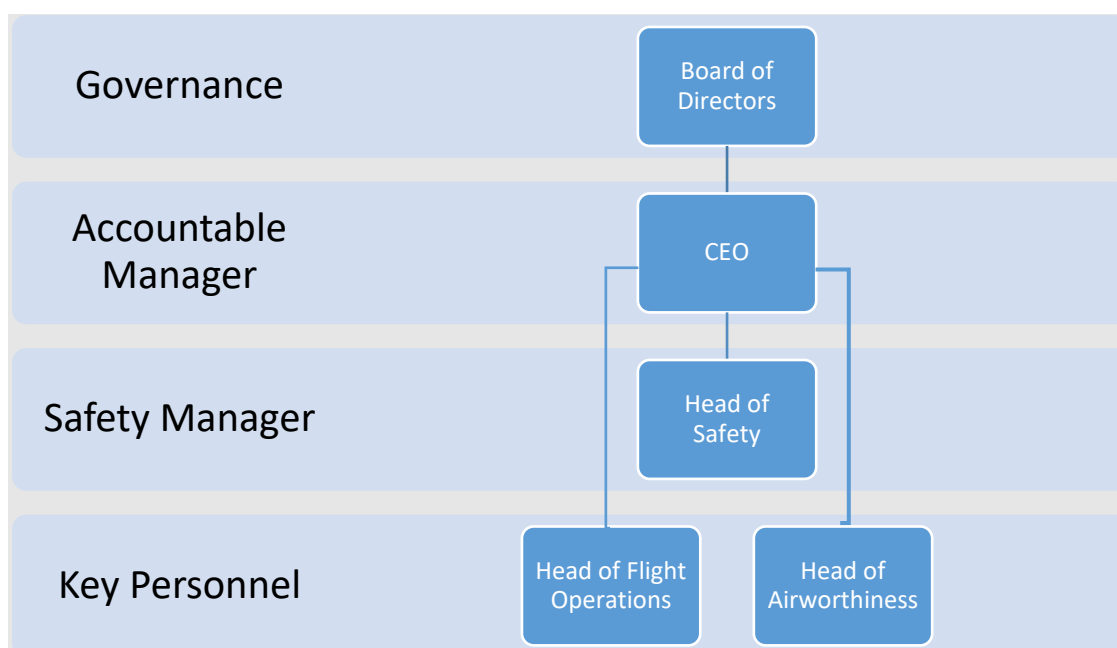 Governance
Board of
Directors
Accountable
Manager
CEO
Safety Manager
Head of
Safety
Key Personnel
Head of Flight
Operations
Head of
Airworthiness